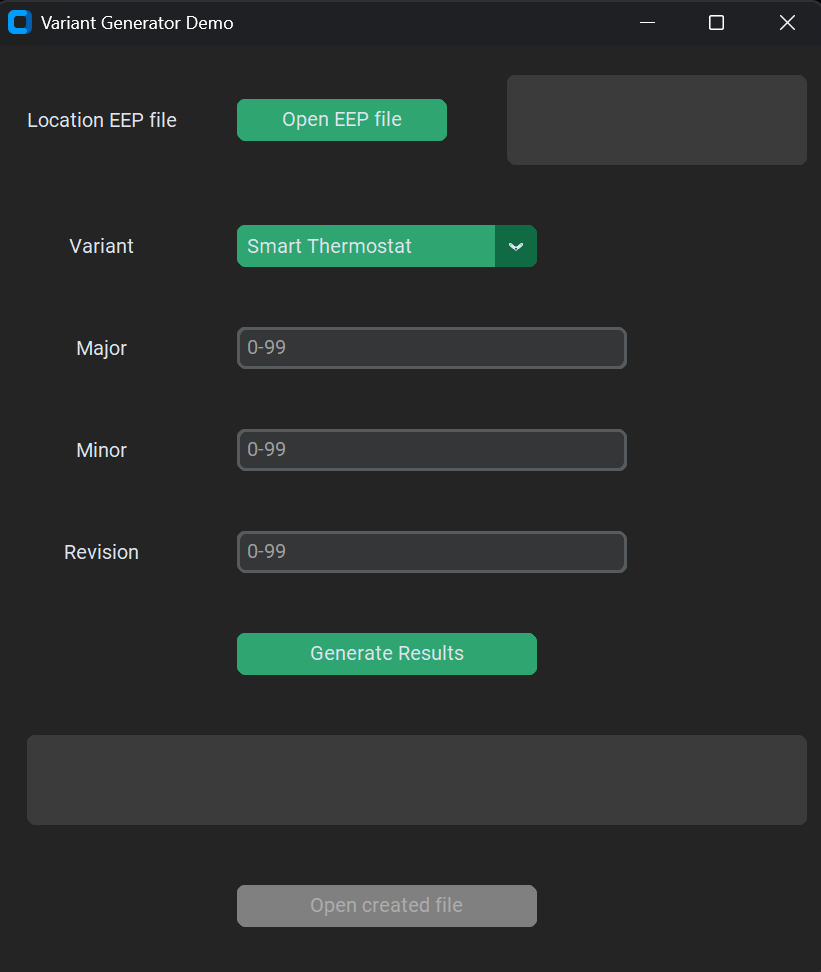 Variant Generator Demo
Location EEP file
Open EEP file
Variant
Smart Thermostat
Major
0-99
Minor
0-99
Revision
0-99
Generate Results
Open created file